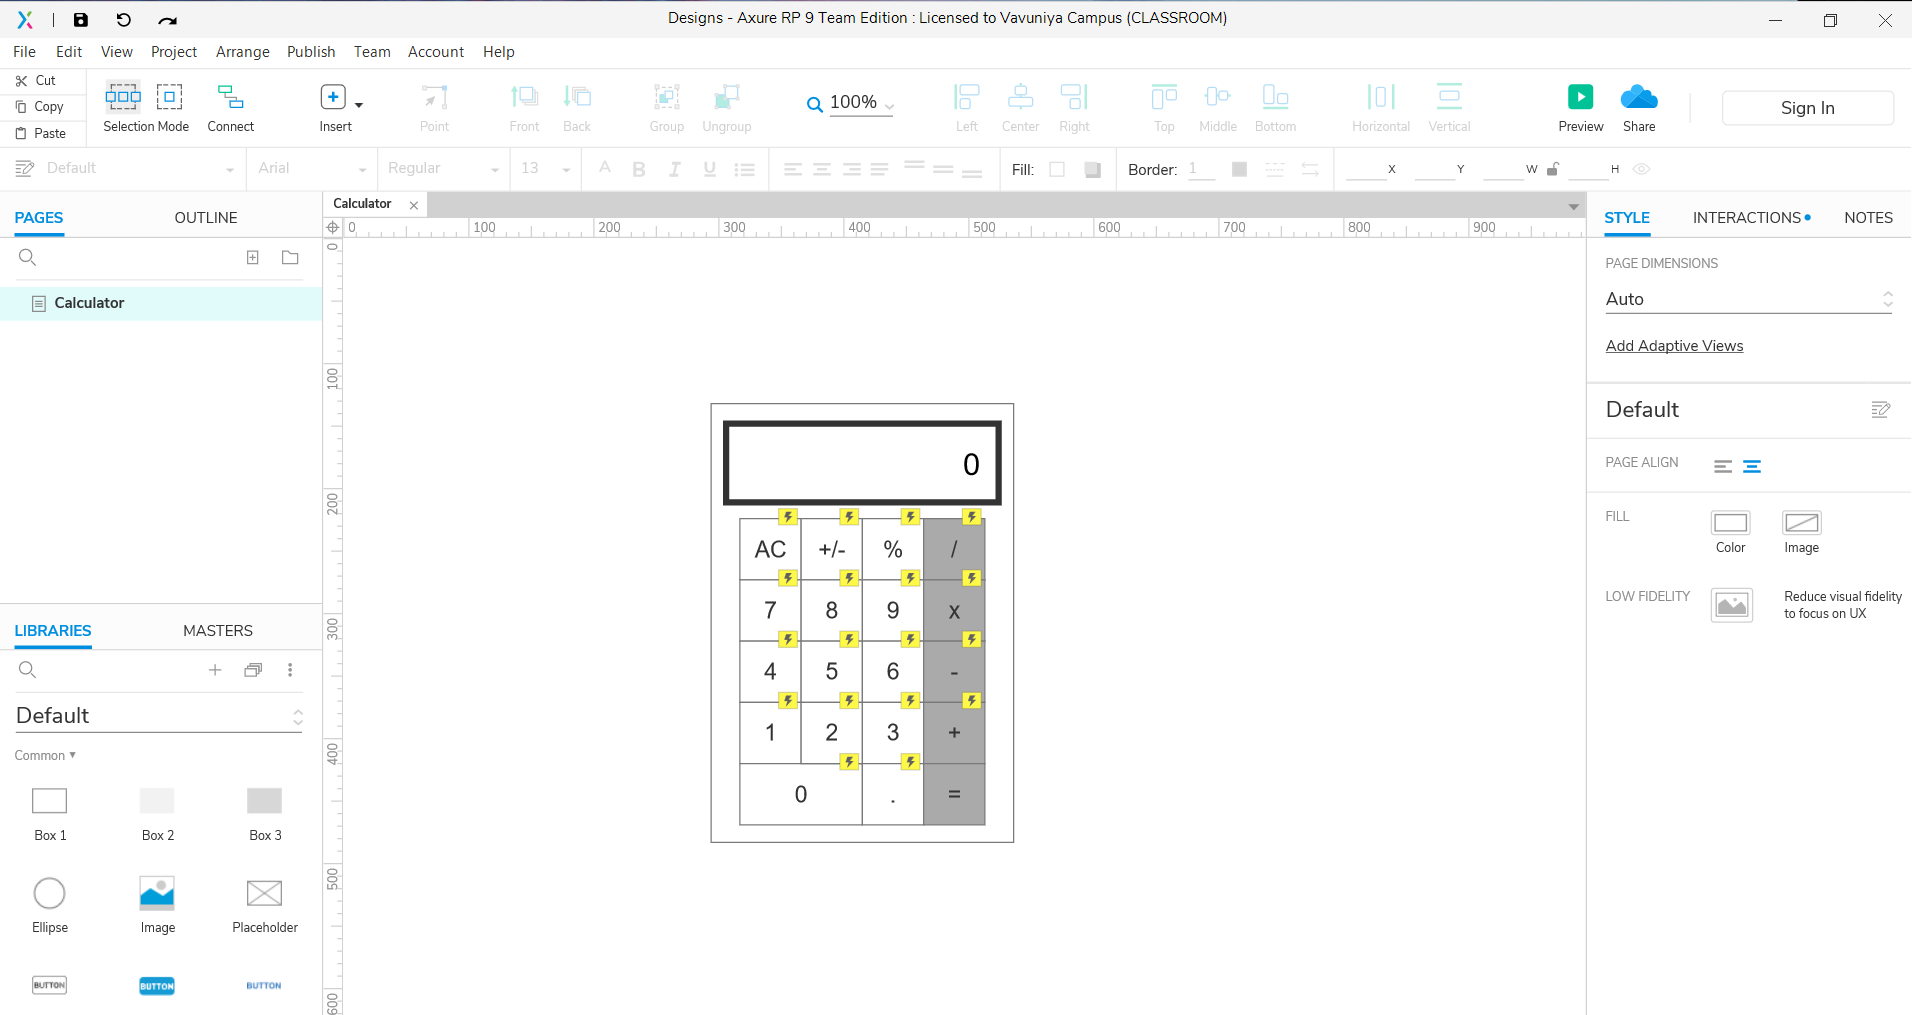 Designs - Axure RP 9 Team Edition : Licensed to Vavuniya Campus (CLASSROOM)
File Edit View Project Arrange Publish Team Account Help
Cut
Copy
Paste
Selection Mode Connect Insert Point Front Back Group Ungroup 100% Left Center Right Top Middle Bottom Horizontal Vertical Preview Share Sign In
Default Arial Regular 13 Fill: Border: 1 X Y W H
PAGES OUTLINE
Calculator
Calculator
0 100 200 300 400 500 600 700 800 900
0
100
200
300
400
500
600
0
AC +/- % /
7 8 9 x
4 5 6 -
1 2 3 +
0 . =
LIBRARIES MASTERS
Default
Common
Box 1 Box 2 Box 3
Ellipse Image Placeholder
BUTTON BUTTON BUTTON
STYLE INTERACTIONS NOTES
PAGE DIMENSIONS
Auto
Add Adaptive Views
Default
PAGE ALIGN
FILL
Color Image
LOW FIDELITY Reduce visual fidelity
to focus on UX